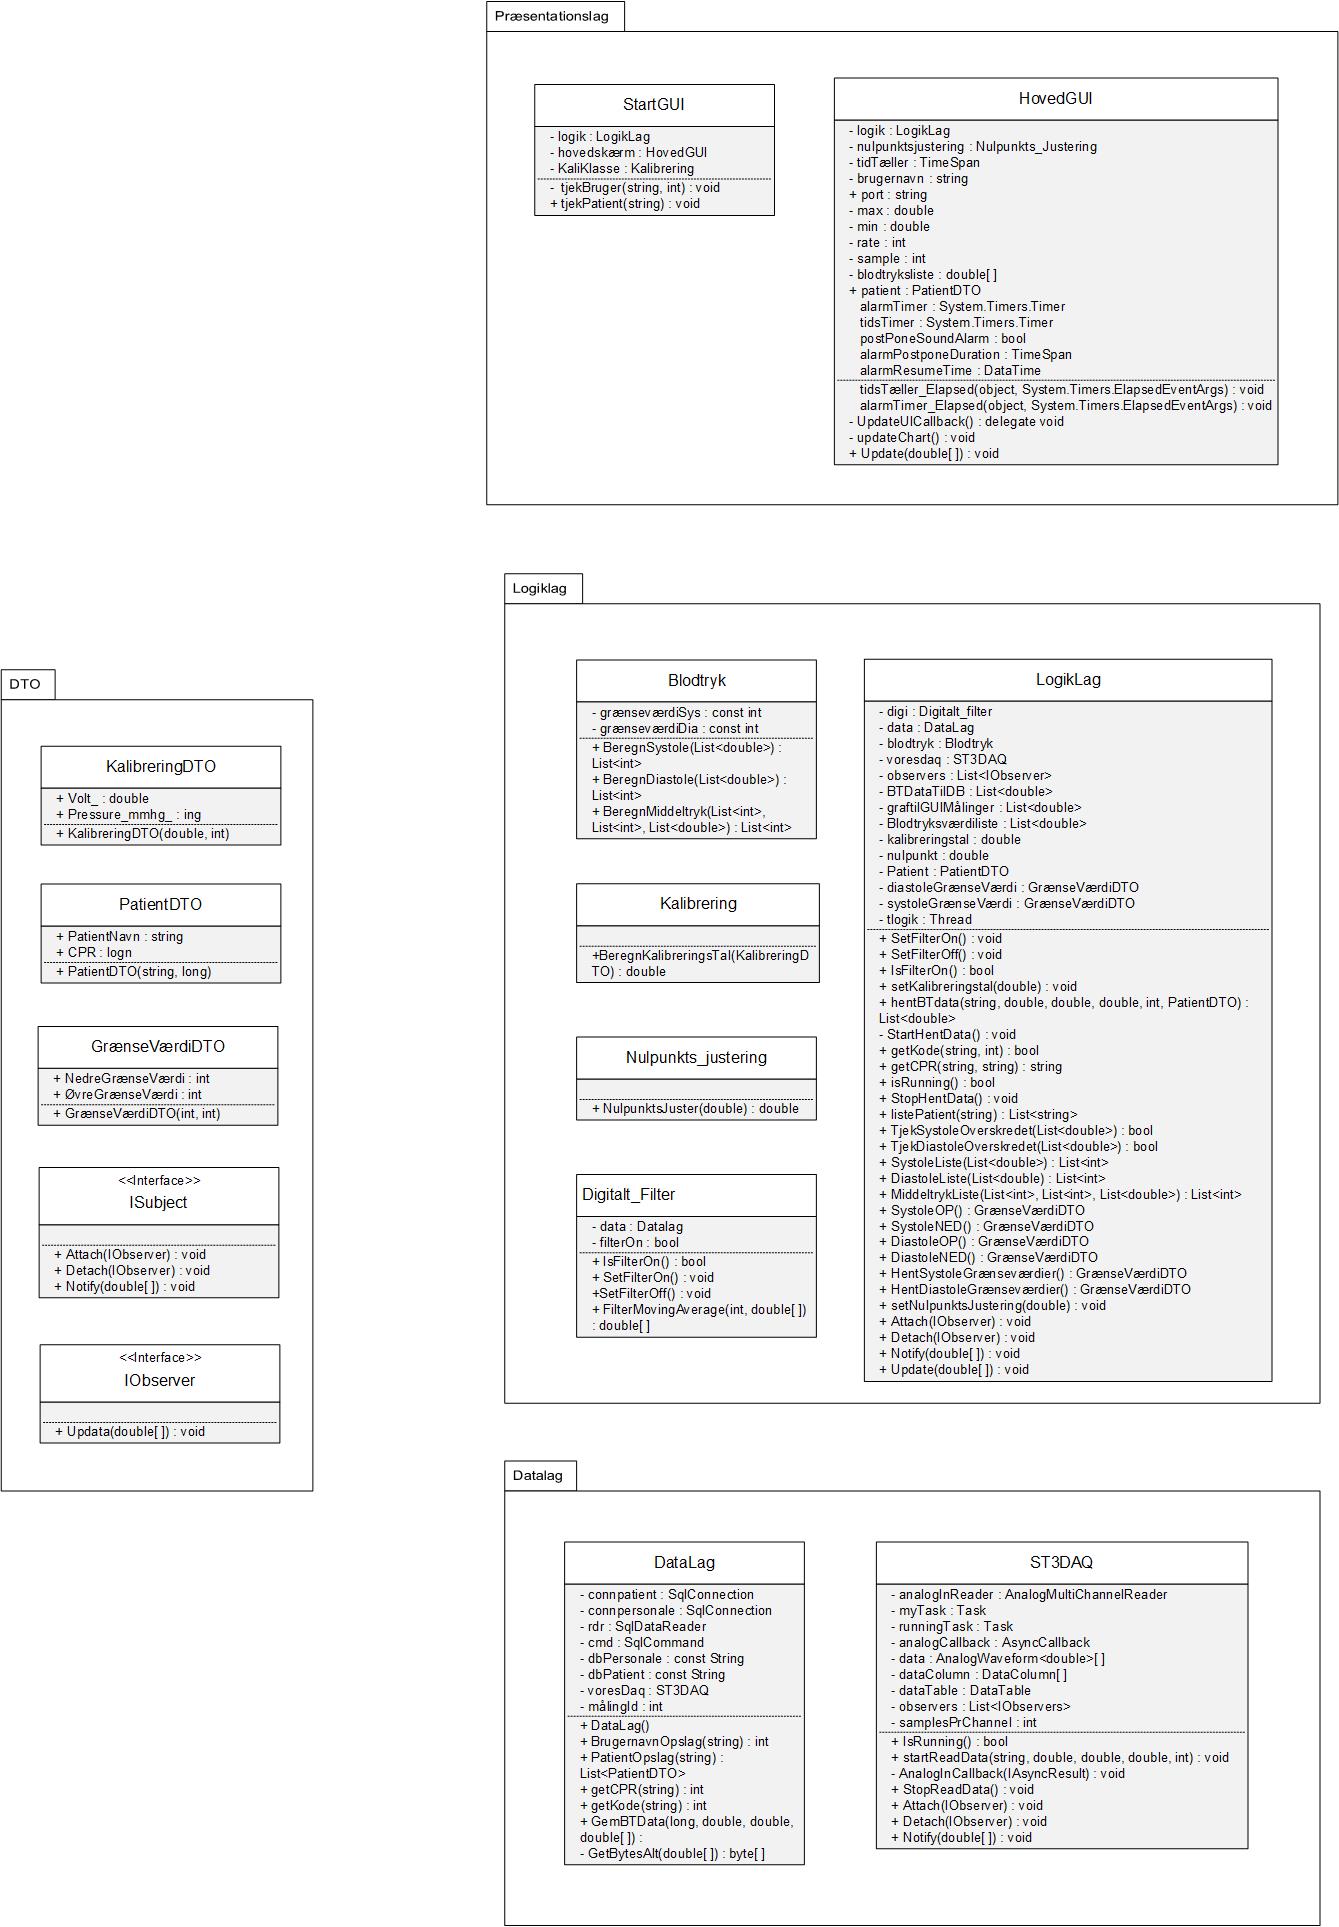 Præsentationslag
StartGUI
- logik : LogikLag
- hovedskærm : HovedGUI
- KaliKlasse : Kalibrering
- tjekBruger(string, int) : void
+ tjekPatient(string) : void
HovedGUI
- logik : LogikLag
- nulpunktsjustering : Nulpunkts_Justering
- tidTæller : TimeSpan
- brugernavn : string
+ port : string
- max : double
- min : double
- rate : int
- sample : int
- blodtryksliste : double[ ]
+ patient : PatientDTO
alarmTimer : System.Timers.Timer
tidsTimer : System.Timers.Timer
postPoneSoundAlarm : bool
alarmPostponeDuration : TimeSpan
alarmResumeTime : DataTime
tidsTæller_Elapsed(object, System.Timers.ElapsedEventArgs) : void
alarmTimer_Elapsed(object, System.Timers.ElapsedEventArgs) : void
- UpdateUICallback() : delegate void
- updateChart() : void
+ Update(double[ ]) : void
DTO
KalibreringDTO
+ Volt_ : double
+ Pressure_mmhg_ : ing
+ KalibreringDTO(double, int)
PatientDTO
+ PatientNavn : string
+ CPR : logn
+ PatientDTO(string, long)
GrænseVærdiDTO
+ NedreGrænseVærdi : int
+ ØvreGrænseVærdi : int
+ GrænseVærdiDTO(int, int)
<<Interface>>
ISubject
+ Attach(IObserver) : void
+ Detach(IObserver) : void
+ Notify(double[ ]) : void
<<Interface>>
IObserver
+ Updata(double[ ]) : void
Logiklag
Blodtryk
- grænseværdiSys : const int
- grænseværdiDia : const int
+ BeregnSystole(List<double>) :
List<int>
+ BeregnDiastole(List<double>) :
List<int>
+ BeregnMiddeltryk(List<int>,
List<int>, List<double>) : List<int>
Kalibrering
+BeregnKalibreringsTal(KalibreringD
TO) : double
Nulpunkts_justering
+ NulpunktsJuster(double) : double
Digitalt_Filter
- data : Datalag
- filterOn : bool
+ IsFilterOn() : bool
+ SetFilterOn() : void
+SetFilterOff() : void
+ FilterMovingAverage(int, double[ ])
: double[ ]
LogikLag
- digi : Digitalt_filter
- data : DataLag
- blodtryk : Blodtryk
- voresdaq : ST3DAQ
- observers : List<IObserver>
- BTDataTilDB : List<double>
- graftilGUIMålinger : List<double>
- Blodtryksværdiliste : List<double>
- kalibreringstal : double
- nulpunkt : double
- Patient : PatientDTO
- diastoleGrænseVærdi : GrænseVærdiDTO
- systoleGrænseVærdi : GrænseVærdiDTO
- tlogik : Thread
+ SetFilterOn() : void
+ SetFilterOff() : void
+ IsFilterOn() : bool
+ setKalibreringstal(double) : void
+ hentBTdata(string, double, double, double, int, PatientDTO) :
List<double>
- StartHentData() : void
+ getKode(string, int) : bool
+ getCPR(string, string) : string
+ isRunning() : bool
+ StopHentData() : void
+ listePatient(string) : List<string>
+ TjekSystoleOverskredet(List<double>) : bool
+ TjekDiastoleOverskredet(List<double>) : bool
+ SystoleListe(List<double>) : List<int>
+ DiastoleListe(List<double) : List<int>
+ MiddeltrykListe(List<int>, List<int>, List<double>) : List<int>
+ SystoleOP() : GrænseVærdiDTO
+ SystoleNED() : GrænseVærdiDTO
+ DiastoleOP() : GrænseVærdiDTO
+ DiastoleNED() : GrænseVærdiDTO
+ HentSystoleGrænseværdier() : GrænseVærdiDTO
+ HentDiastoleGrænseværdier() : GrænseVærdiDTO
+ setNulpunktsJustering(double) : void
+ Attach(IObserver) : void
+ Detach(IObserver) : void
+ Notify(double[ ]) : void
+ Update(double[ ]) : void
Datalag
DataLag
- connpatient : SqlConnection
- connpersonale : SqlConnection
- rdr : SqlDataReader
- cmd : SqlCommand
- dbPersonale : const String
- dbPatient : const String
- voresDaq : ST3DAQ
- målingId : int
+ DataLag()
+ BrugernavnOpslag(string) : int
+ PatientOpslag(string) :
List<PatientDTO>
+ getCPR(string) : int
+ getKode(string) : int
+ GemBTData(long, double, double,
double[ ]) :
- GetBytesAlt(double[ ]) : byte[ ]
ST3DAQ
- analogInReader : AnalogMultiChannelReader
- myTask : Task
- runningTask : Task
- analogCallback : AsyncCallback
- data : AnalogWaveform<double>[ ]
- dataColumn : DataColumn[ ]
- dataTable : DataTable
- observers : List<IObservers>
- samplesPrChannel : int
+ IsRunning() : bool
+ startReadData(string, double, double, double, int) : void
- AnalogInCallback(IAsyncResult) : void
+ StopReadData() : void
+ Attach(IObserver) : void
+ Detach(IObserver) : void
+ Notify(double[ ]) : void